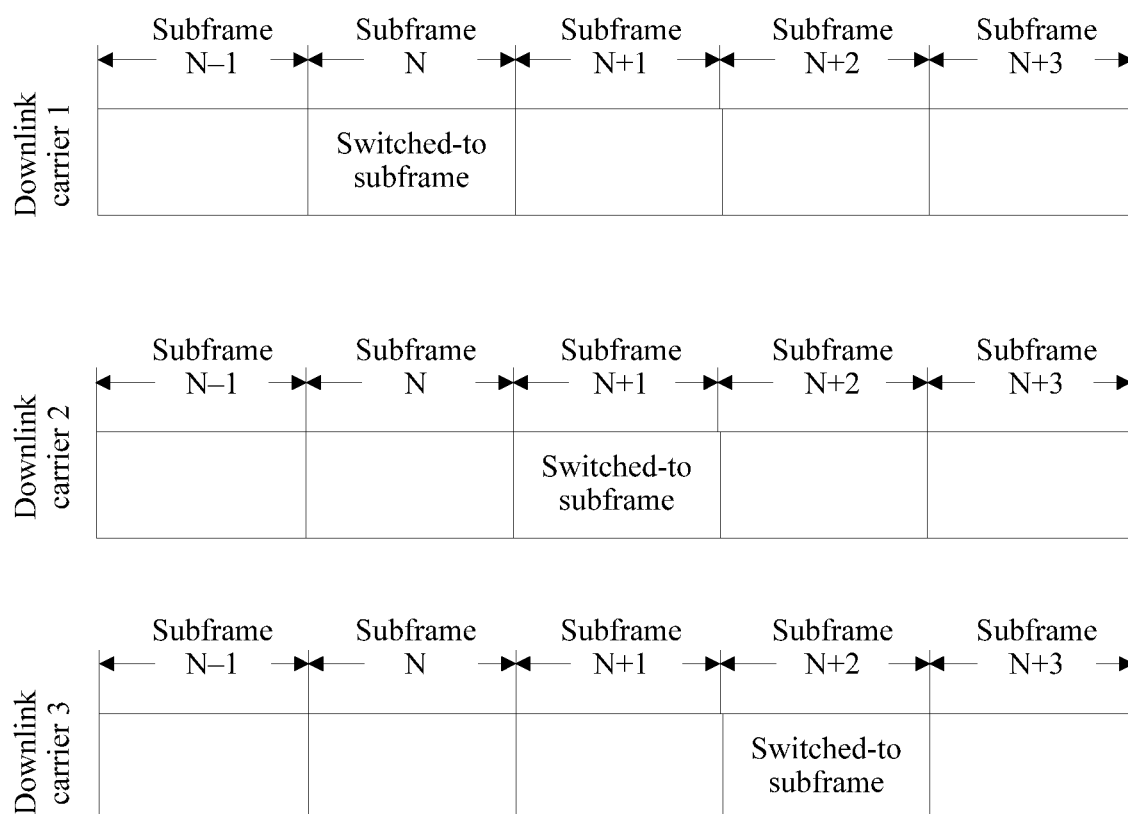 Subframe Subframe Subframe Subframe Subframe
N–1 N N+1 N+2 N+3
Downlink
carrier 1
Switched-to
subframe
Subframe Subframe Subframe Subframe Subframe
N–1 N N+1 N+2 N+3
Downlink
carrier 2
Switched-to
subframe
Subframe Subframe Subframe Subframe Subframe
N–1 N N+1 N+2 N+3
Downlink
carrier 3
Switched-to
subframe